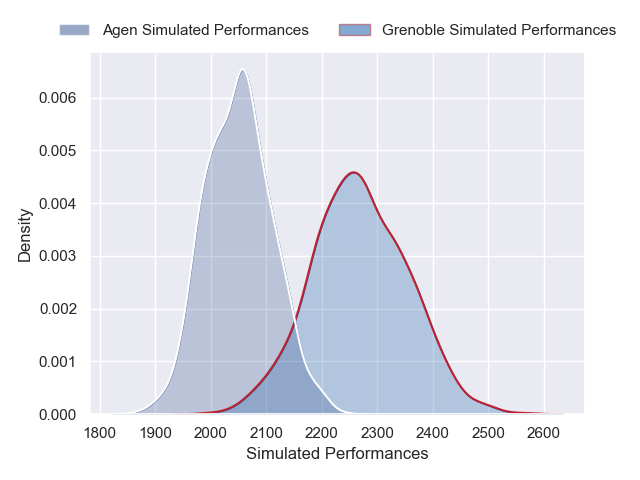 Agen Simulated Performances Grenoble Simulated Performances
0.006
0.005
0.004
0.003
0.002
0.001
0.000
Density
1800 1900 2000 2100 2200 2300 2400 2500 2600
Simulated Performances